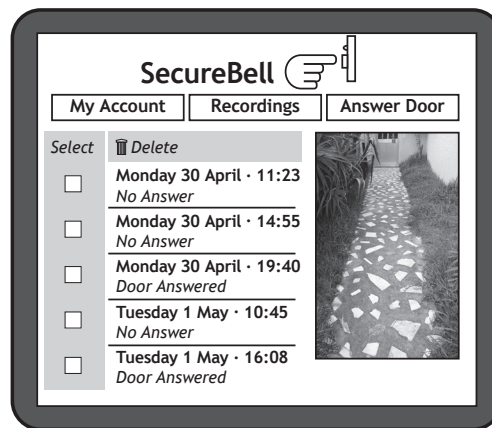 SecureBell
My Account Recordings Answer Door
Select Delete
Monday 30 April · 11:23
No Answer
Monday 30 April · 14:55
No Answer
Monday 30 April · 19:40
Door Answered
Tuesday 1 May · 10:45
No Answer
Tuesday 1 May · 16:08
Door Answered